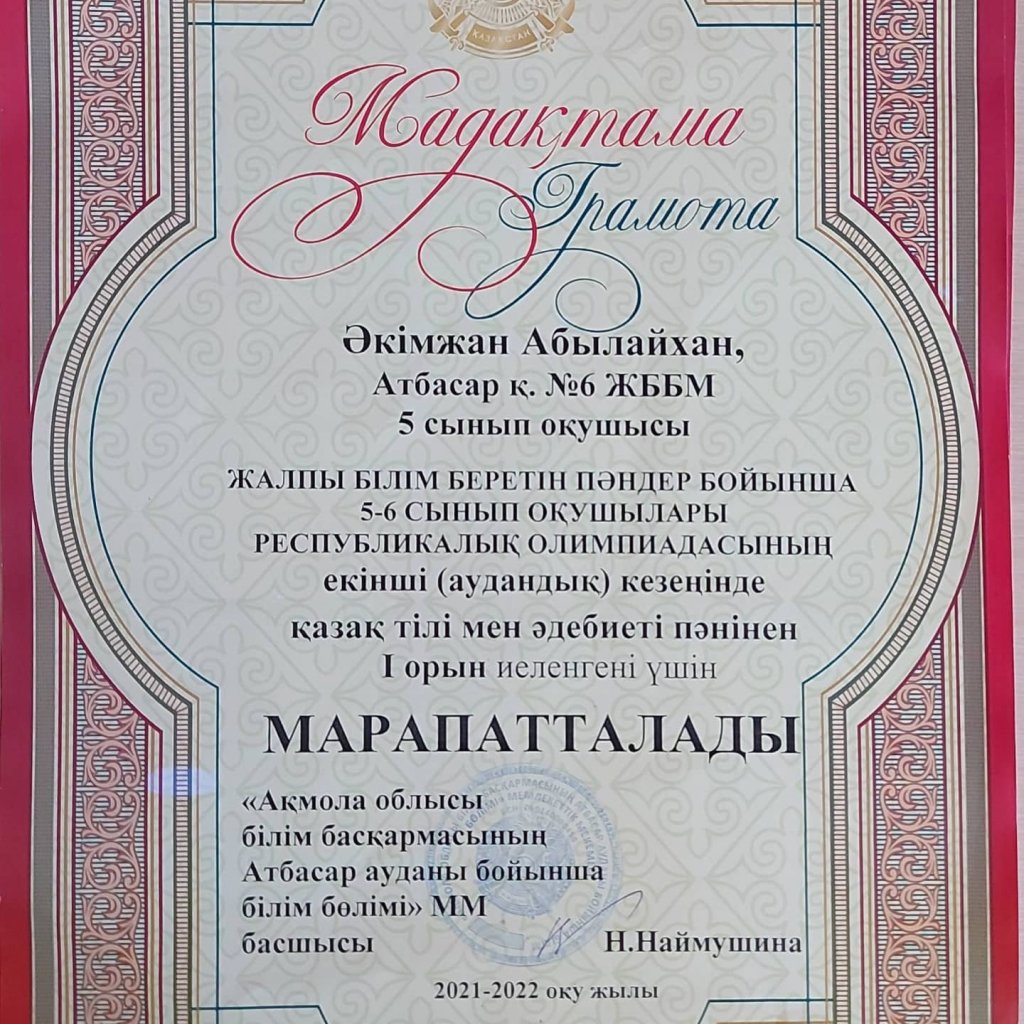 ҚАЗАҚСТАН
Мадақтама
Грамота
Әкімжан Абылайхан,
Атбасар қ. №6 ЖББМ
5 сынып оқушысы
ЖАЛПЫ БІЛІМ БЕРЕТІН ПӘНДЕР БОЙЫНША
5-6 СЫНЫП ОҚУШЫЛАРЫ
РЕСПУБЛИКАЛЫҚ ОЛИМПИАДАСЫНЫҢ
екінші (аудандық) кезеңінде
қазақ тілі мен әдебиеті пәнінен
І орын иеленгені үшін
МАРАПАТТАЛАДЫ
«Ақмола облысы
білім басқармасының
Атбасар ауданы бойынша
білім бөлімі» ММ
басшысы
Н.Наймушина
2021-2022 оқу жылы